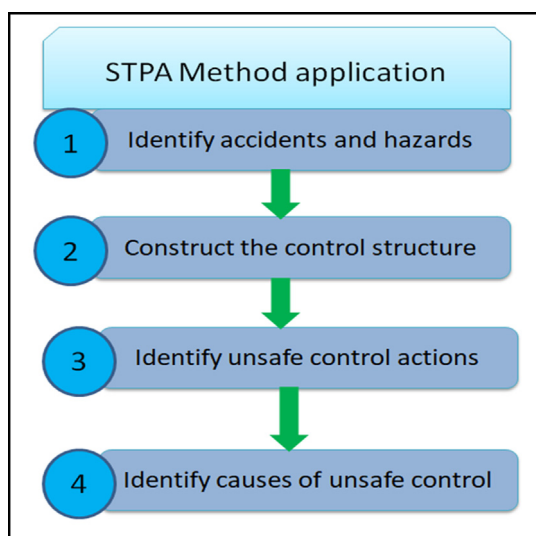 STPA Method application
1 Identify accidents and hazards
2 Construct the control structure
3 Identify unsafe control actions
4 Identify causes of unsafe control